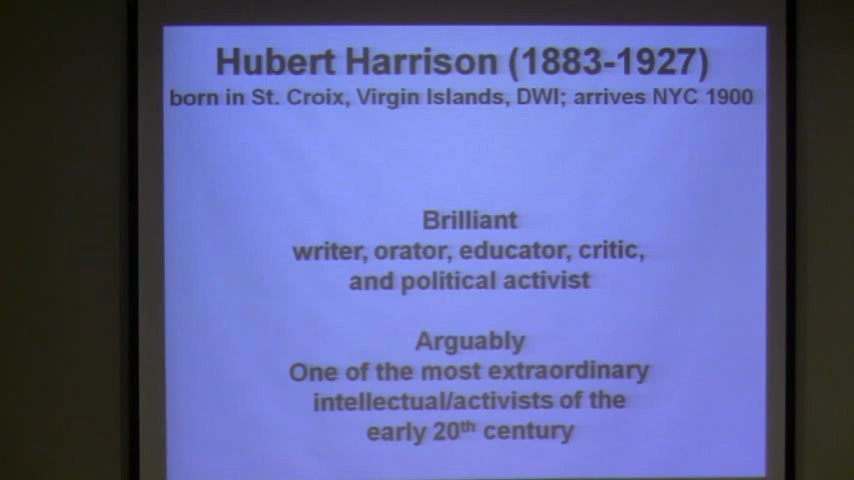 Hubert Harrison (1883-1927)
born in St. Croix, Virgin Islands, DWI; arrives NYC 1900
Brilliant
writer, orator, educator, critic,
and political activist
Arguably
One of the most extraordinary
intellectual/activists of the
early 20th century